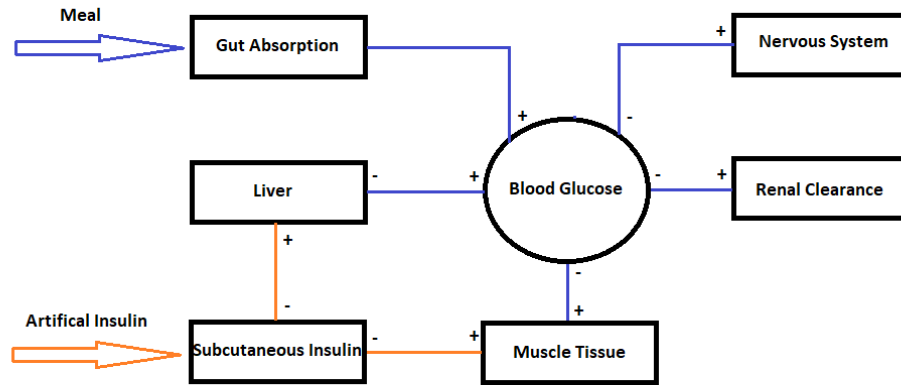 Meal
Gut Absorption
+
Nervous System
-
+
Liver
-
+
Blood Glucose
-
+
Renal Clearance
+
-
-
+
Artifical Insulin
Subcutaneous Insulin
-
+
Muscle Tissue